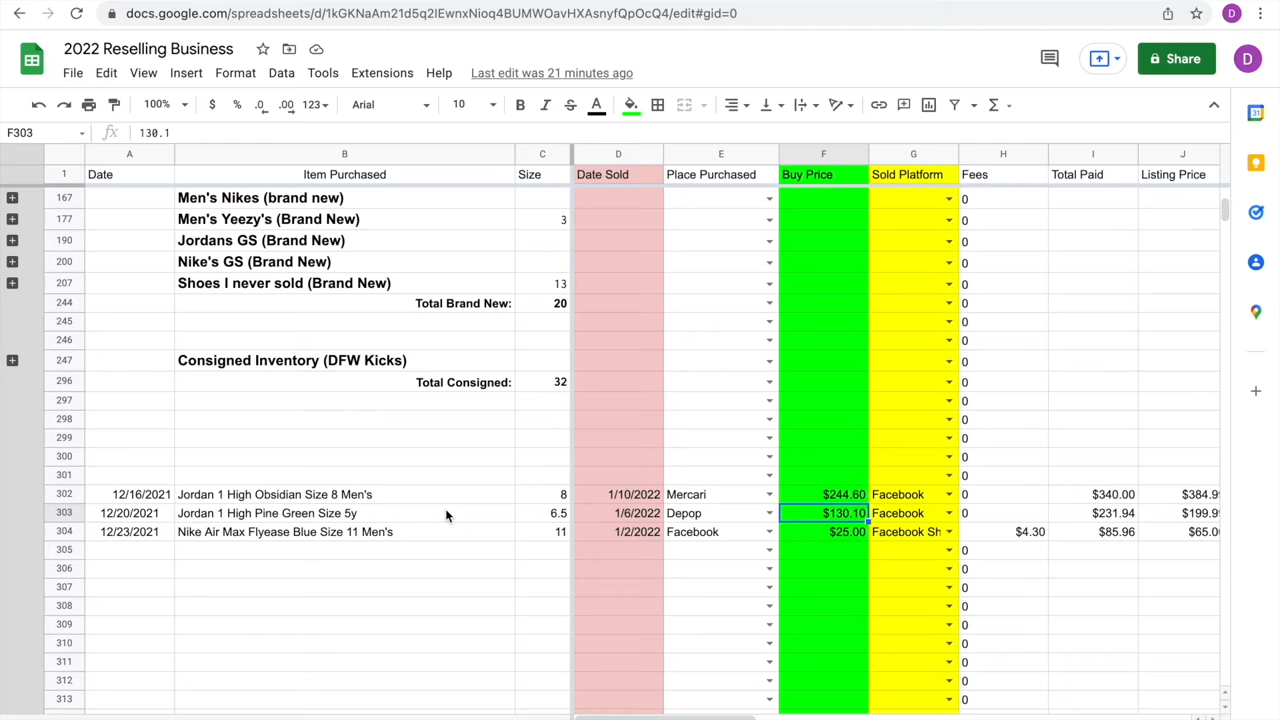 docs.google.com/spreadsheets/d/1kGKNaAm21d5q2lEwnxNioq4BUMWOavHXAsnyfQpOcQ4/edit#gid=0
D
2022 Reselling Business
File Edit View Insert Format Data Tools Extensions Help Last edit was 21 minutes ago
Share
D
100% $ % .0 .00 123 Arial 10 B I S A
31
F303 fx 130.1
A B C D E F G H I J
1 Date Item Purchased Size Date Sold Place Purchased Buy Price Sold Platform Fees Total Paid Listing Price
167 Men's Nikes (brand new) 0
177 Men's Yeezy's (Brand New) 3 0
190 Jordans GS (Brand New) 0
200 Nike's GS (Brand New) 0
207 Shoes I never sold (Brand New) 13 0
244 Total Brand New: 20 0
245 0
246 0
247 Consigned Inventory (DFW Kicks) 0
296 Total Consigned: 32 0
297 0
298 0
299 0
300 0
301 0
302 12/16/2021 Jordan 1 High Obsidian Size 8 Men's 8 1/10/2022 Mercari $244.60 Facebook 0 $340.00 $384.99
303 12/20/2021 Jordan 1 High Pine Green Size 5y 6.5 1/6/2022 Depop $130.10 Facebook 0 $231.94 $199.99
304 12/23/2021 Nike Air Max Flyease Blue Size 11 Men's 11 1/2/2022 Facebook $25.00 Facebook Sh $4.30 $85.96 $65.0
305 0
306 0
307 0
308 0
309 0
310 0
311 0
312 0
313 0